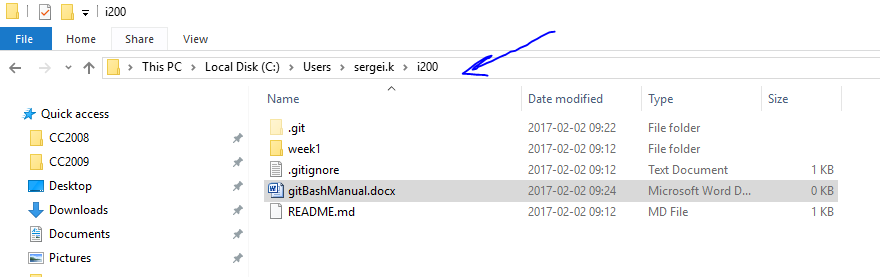 i200
File Home Share View
This PC Local Disk (C:) Users sergei.k i200
Name Date modified Type Size
Quick access
CC2008
CC2009
Desktop
Downloads
Documents
Pictures
.git 2017-02-02 09:22 File folder
week1 2017-02-02 09:12 File folder
.gitignore 2017-02-02 09:12 Text Document 1 KB
gitBashManual.docx 2017-02-02 09:24 Microsoft Word D... 0 KB
README.md 2017-02-02 09:12 MD File 1 KB